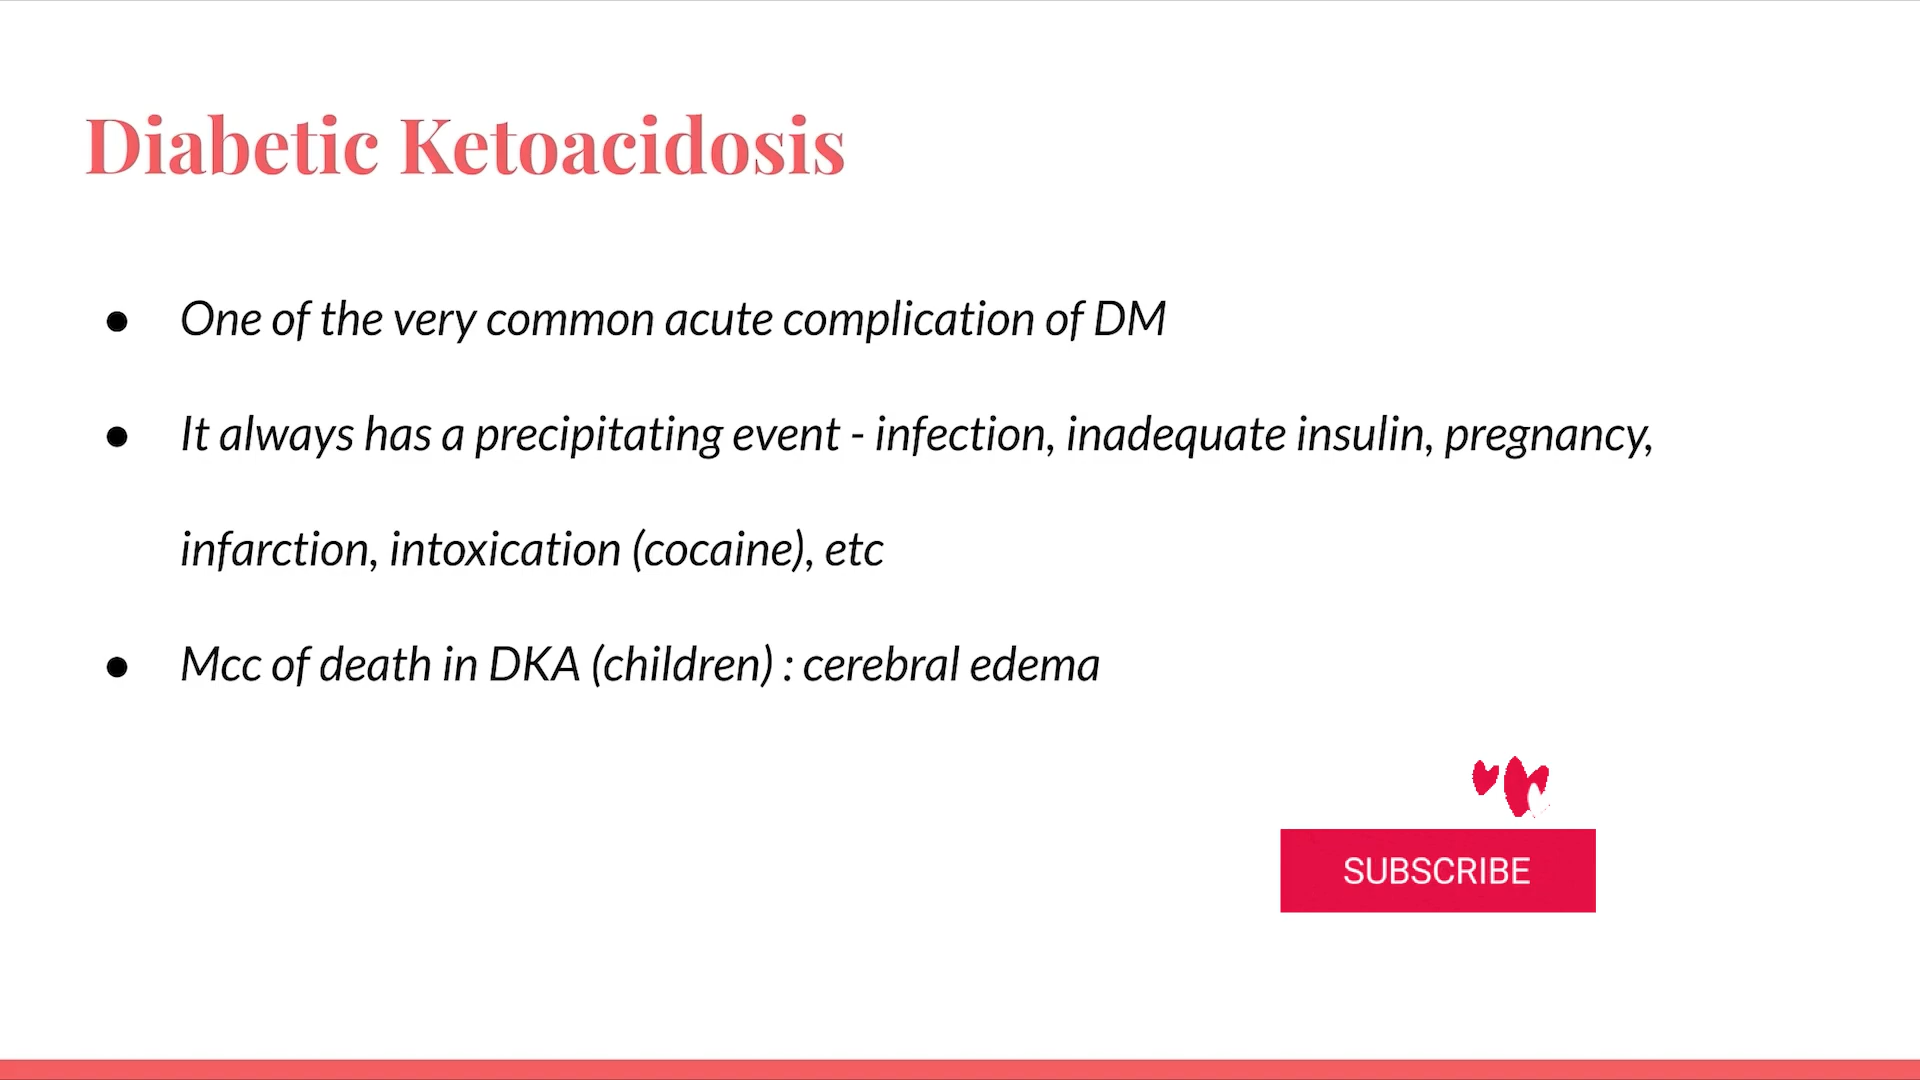 Diabetic Ketoacidosis
● One of the very common acute complication of DM
● It always has a precipitating event - infection, inadequate insulin, pregnancy,
infarction, intoxication (cocaine), etc
● Mcc of death in DKA (children) : cerebral edema
SUBSCRIBE